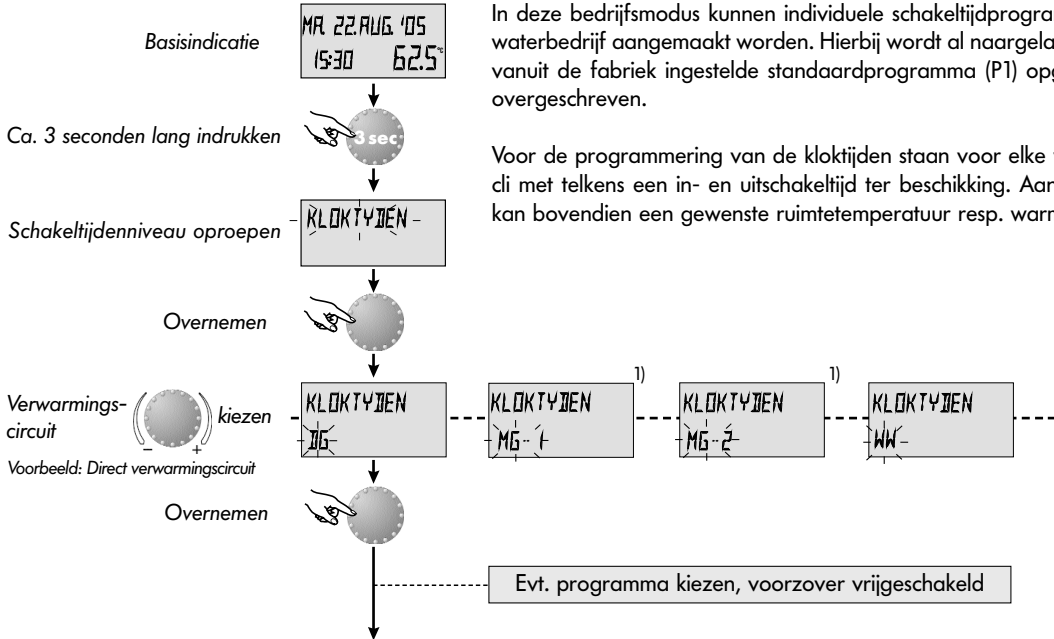 In deze bedrijfsmodus kunnen individuele schakeltijdprogra
waterbedrijf aangemaakt worden. Hierbij wordt al naargela
vanuit de fabriek ingestelde standaardprogramma (P1) opg
overgeschreven.
Voor de programmering van de kloktijden staan voor elke
cli met telkens een in- en uitschakeltijd ter beschikking. Aan
kan bovendien een gewenste ruimtetemperatuur resp. warr
Basisindicatie
MA. 22.AUG. '05
15:30 62.5°C
Ca. 3 seconden lang indrukken
3 sec
Schakeltijdenniveau oproepen
KLOKTYDEN
Overnemen
Verwarmings-
circuit
kiezen
– +
Voorbeeld: Direct verwarmingscircuit
KLOKTYDEN
DG
KLOKTYDEN
MG-1
1)
KLOKTYDEN
MG-2
1)
KLOKTYDEN
WW
Overnemen
Evt. programma kiezen, voorzover vrijgeschakeld